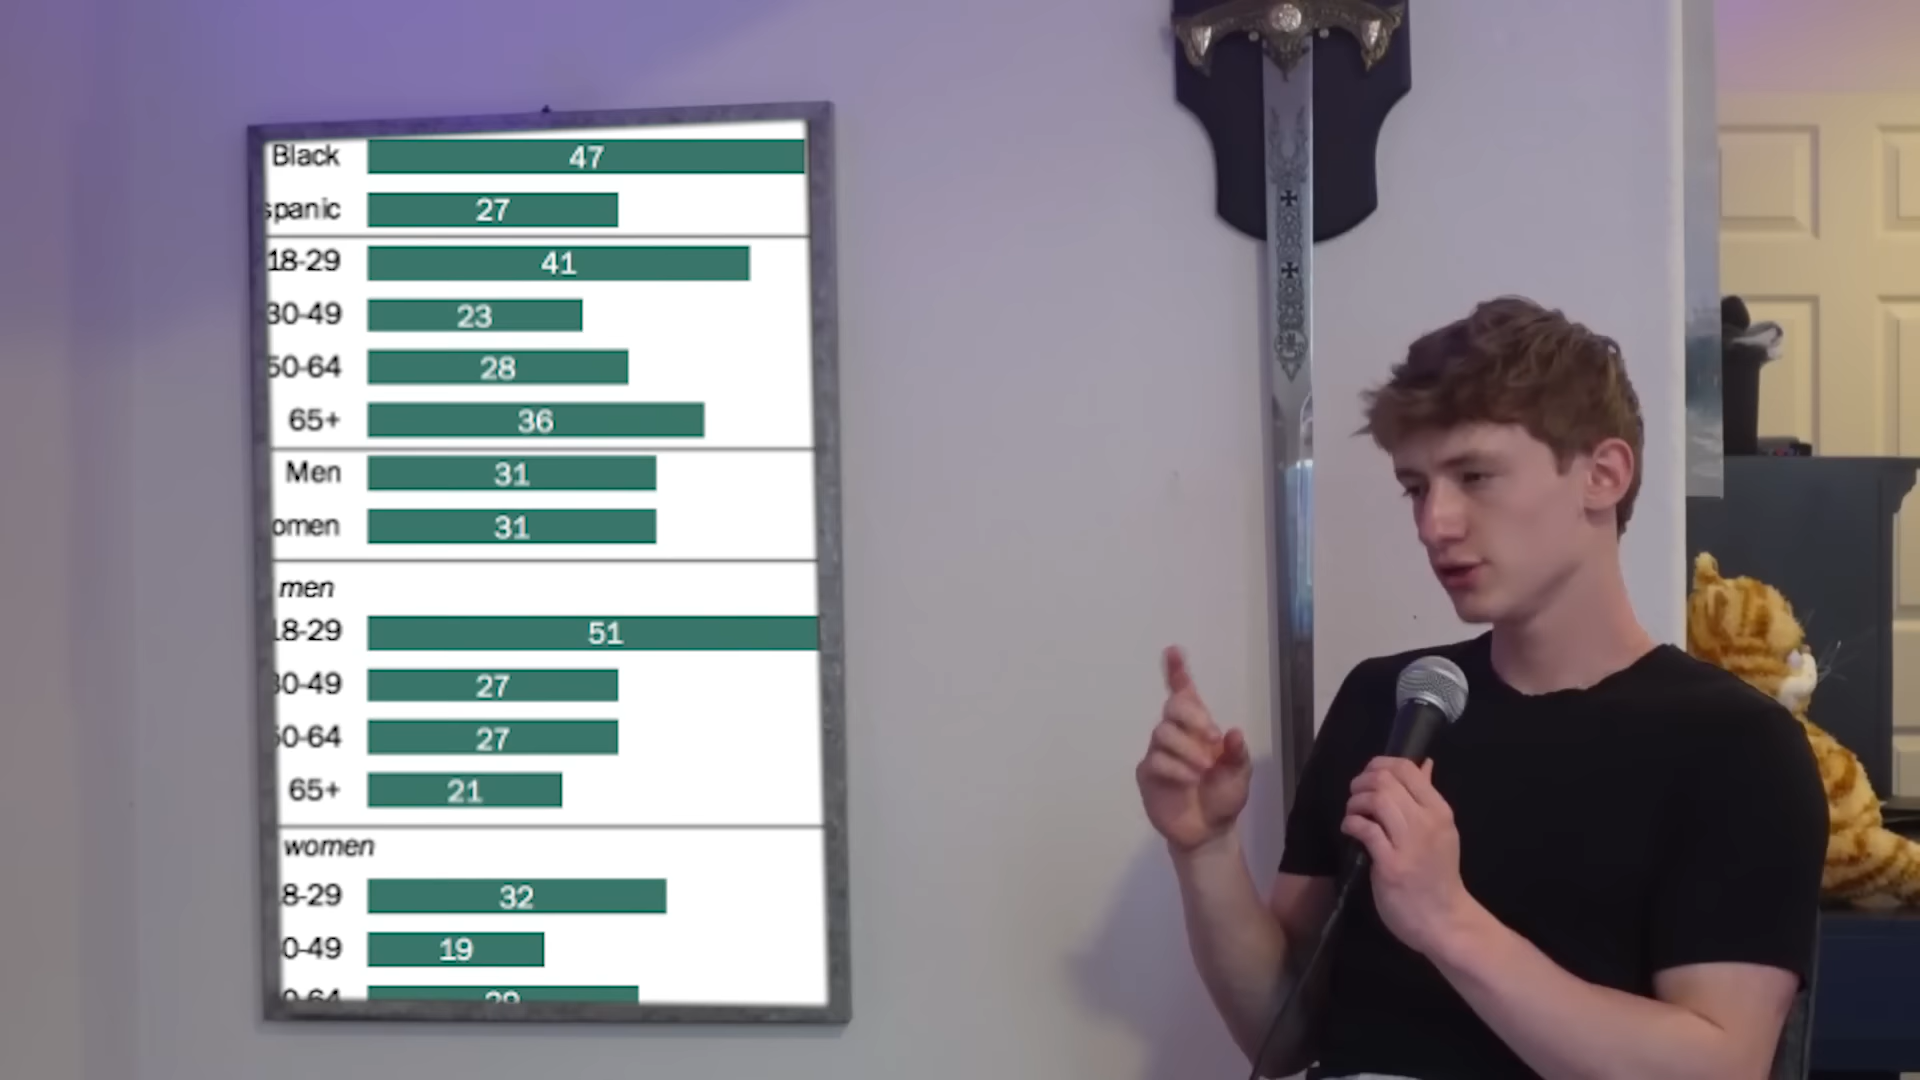 Black 47
spanic 27
18-29 41
30-49 23
50-64 28
65+ 36
Men 31
omen 31
men
18-29 51
30-49 27
50-64 27
65+ 21
women
8-29 32
0-49 19
0-64